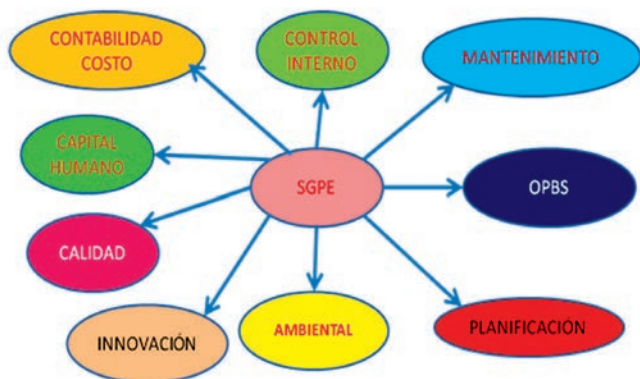 CONTABILIDAD
COSTO
CONTROL
INTERNO
MANTENIMIENTO
CAPITAL
HUMANO
SGPE
OPBS
CALIDAD
INNOVACIÓN
AMBIENTAL
PLANIFICACIÓN